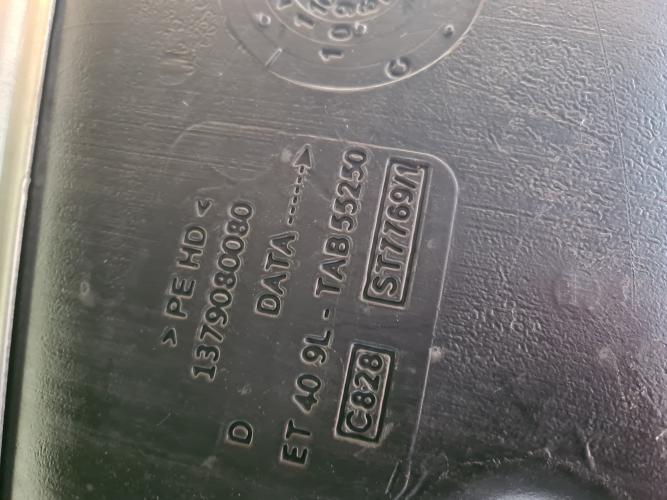 > PE HD <
1379080080
D DATA ------>
ET 40 9L - TAB 55250
C828 ST7769/1